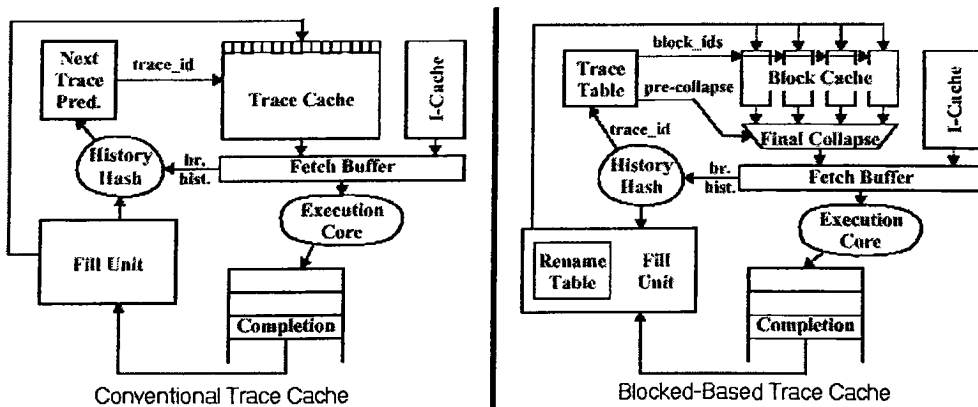 Next
Trace
Pred.
trace_id
Trace Cache
I-Cache
History
Hash
br.
hist.
Fetch Buffer
Execution
Core
Fill Unit
Completion
Conventional Trace Cache
Trace
Table
block_ids
pre-collapse
Block Cache
I-Cache
trace_id
Final Collapse
History
Hash
br.
hist.
Fetch Buffer
Execution
Core
Rename
Table
Fill
Unit
Completion
Blocked-Based Trace Cache